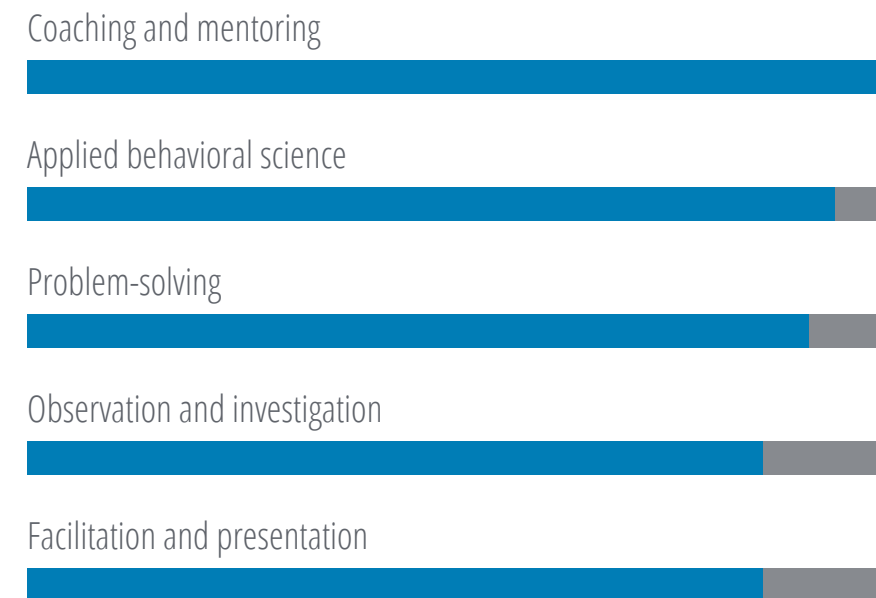 Coaching and mentoring
Applied behavioral science
Problem-solving
Observation and investigation
Facilitation and presentation